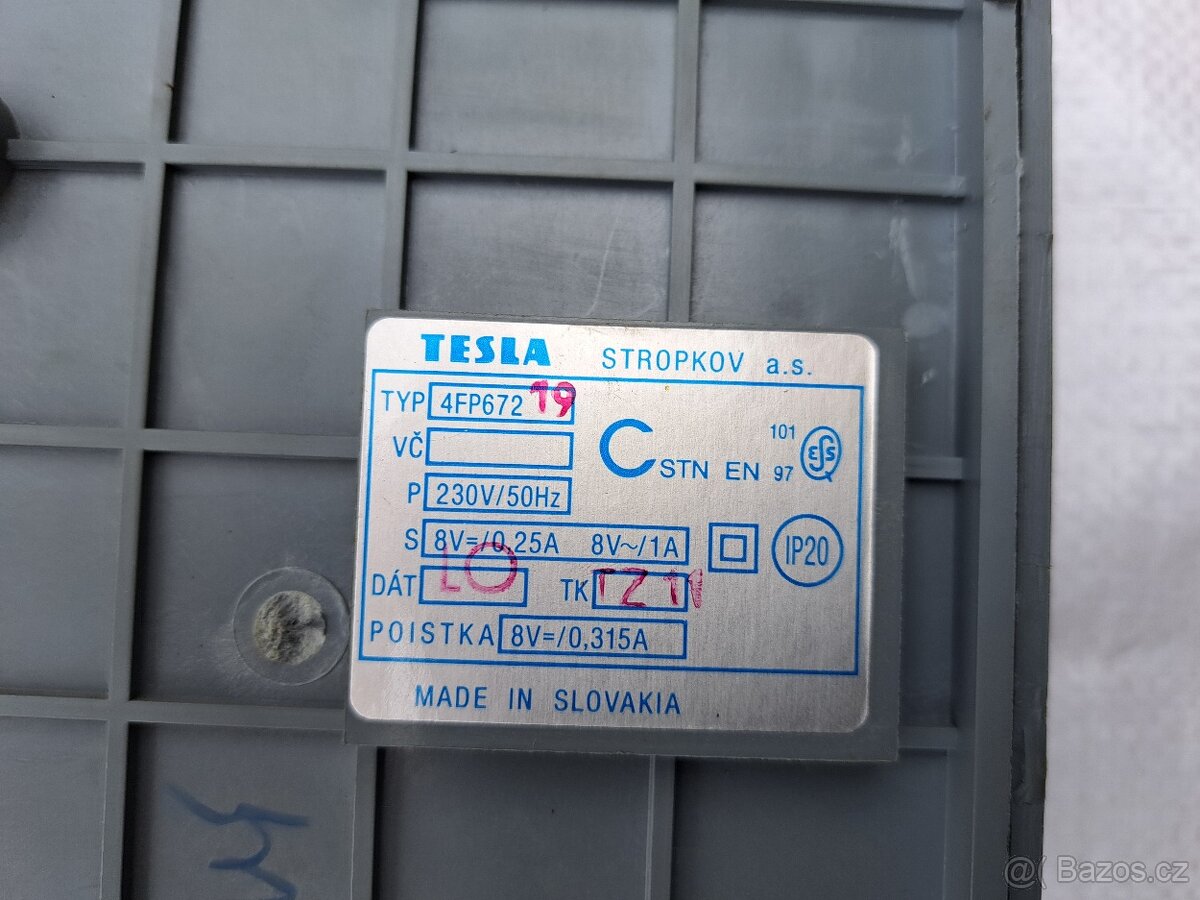 TESLA STROPKOV a.s.
TYP 4FP672 19
VČ
C STN EN 101 97
P 230V/50Hz
S 8V=/0,25A 8V~/1A
IP20
DÁT LO TK TZ11
POISTKA 8V=/0,315A
MADE IN SLOVAKIA
@( Bazos.cz